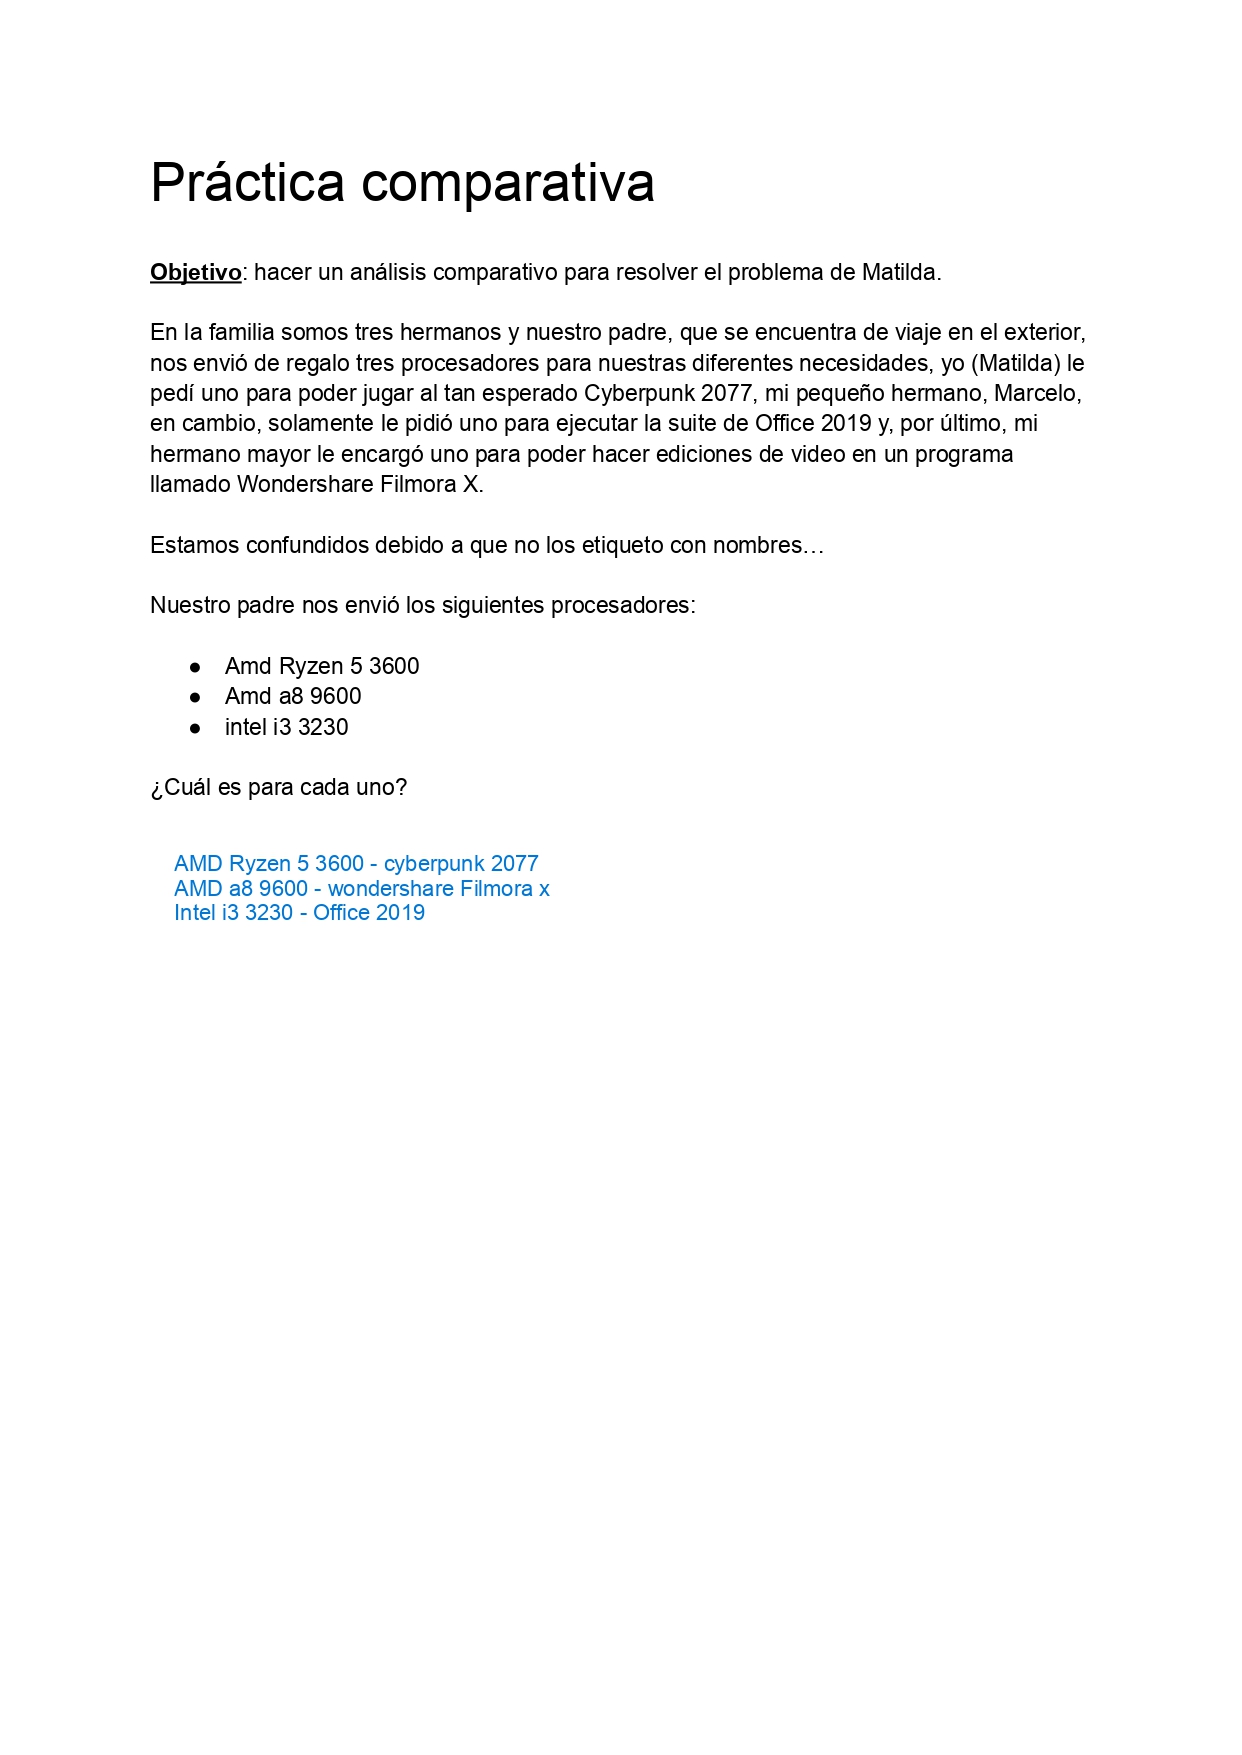 Práctica comparativa
Objetivo: hacer un análisis comparativo para resolver el problema de Matilda.
En la familia somos tres hermanos y nuestro padre, que se encuentra de viaje en el exterior,
nos envió de regalo tres procesadores para nuestras diferentes necesidades, yo (Matilda) le
pedí uno para poder jugar al tan esperado Cyberpunk 2077, mi pequeño hermano, Marcelo,
en cambio, solamente le pidió uno para ejecutar la suite de Office 2019 y, por último, mi
hermano mayor le encargó uno para poder hacer ediciones de video en un programa
llamado Wondershare Filmora X.
Estamos confundidos debido a que no los etiqueto con nombres…
Nuestro padre nos envió los siguientes procesadores:
● Amd Ryzen 5 3600
● Amd a8 9600
● intel i3 3230
¿Cuál es para cada uno?
AMD Ryzen 5 3600 - cyberpunk 2077
AMD a8 9600 - wondershare Filmora x
Intel i3 3230 - Office 2019